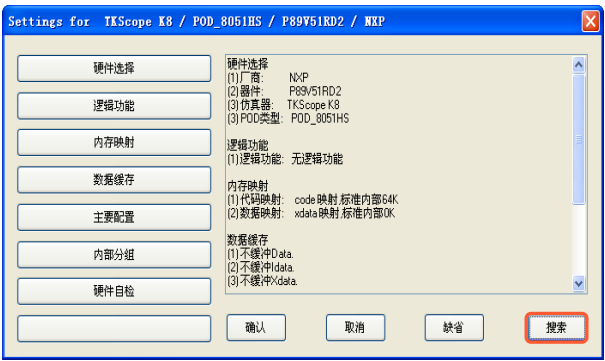 Settings for TKScope K8 / POD_8051HS / P89V51RD2 / NXP
硬件选择
逻辑功能
内存映射
数据缓存
主要配置
内部分组
硬件自检
硬件选择
(1)厂商: NXP
(2)器件: P89V51RD2
(3)仿真器: TKScope K8
(3)POD类型: POD_8051HS
逻辑功能
(1)逻辑功能: 无逻辑功能
内存映射
(1)代码映射: code映射,标准内部64K
(2)数据映射: xdata映射,标准内部0K
数据缓存
(1)不缓冲Data.
(2)不缓冲Idata.
(3)不缓冲Xdata.
确认
取消
缺省
搜索